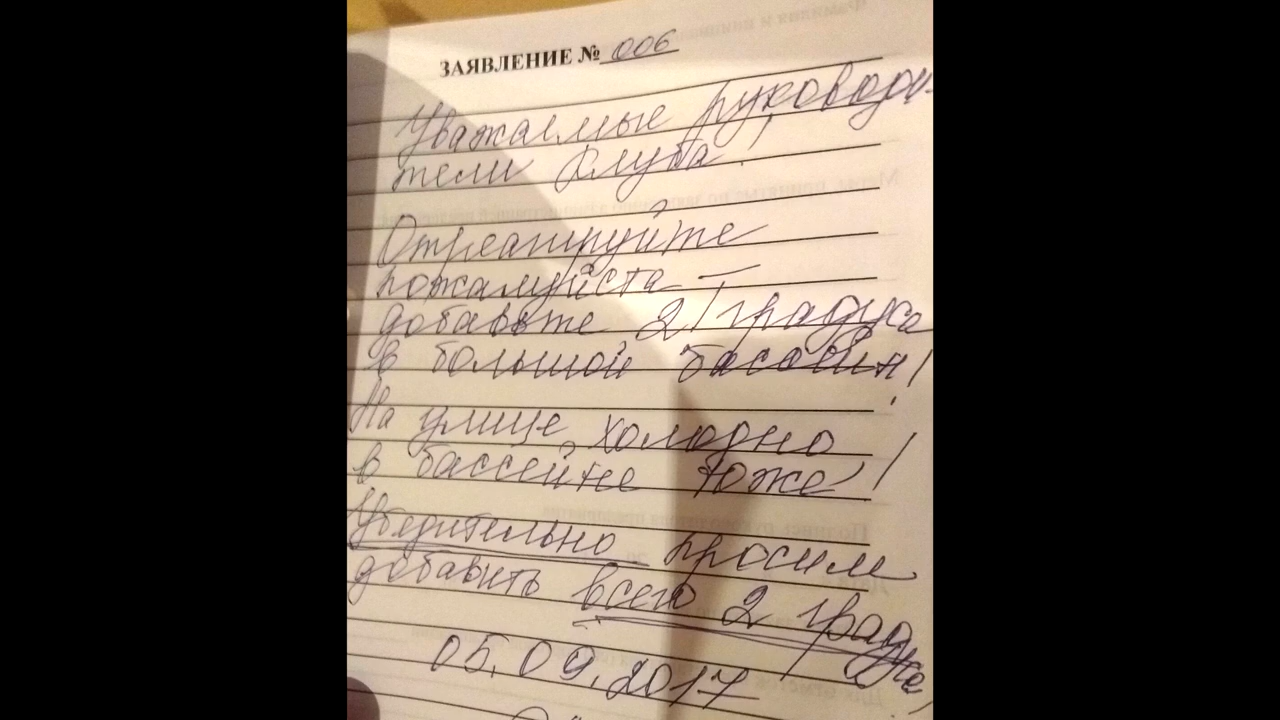 ЗАЯВЛЕНИЕ № 006
Уважаемые руководи-
тели Клуба!
Отреагируйте
пожалуйста –
добавьте 2 градуса
в большой бассейн!
На улице холодно
в бассейне тоже!
Убедительно просим
добавить всего 2 градуса,
05.09.2017